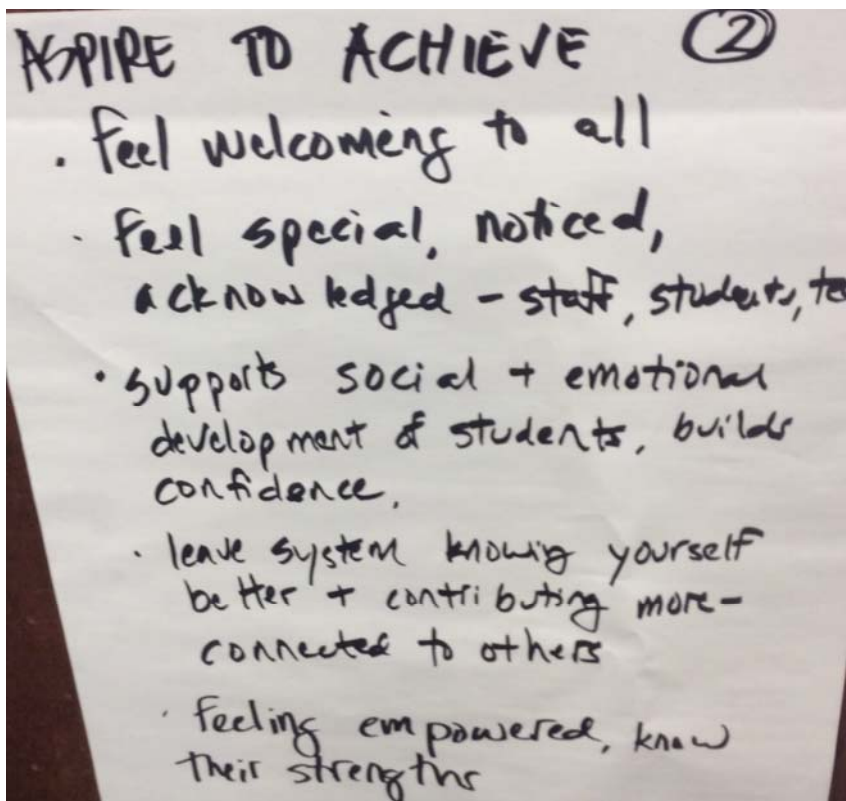 ASPIRE TO ACHIEVE 2
· feel welcoming to all
· feel special, noticed,
acknowledged – staff, students, te
· supports social + emotional
development of students, builds
confidence.
· leave system knowing yourself
better + contributing more –
connected to others
· feeling empowered, know
their strengths